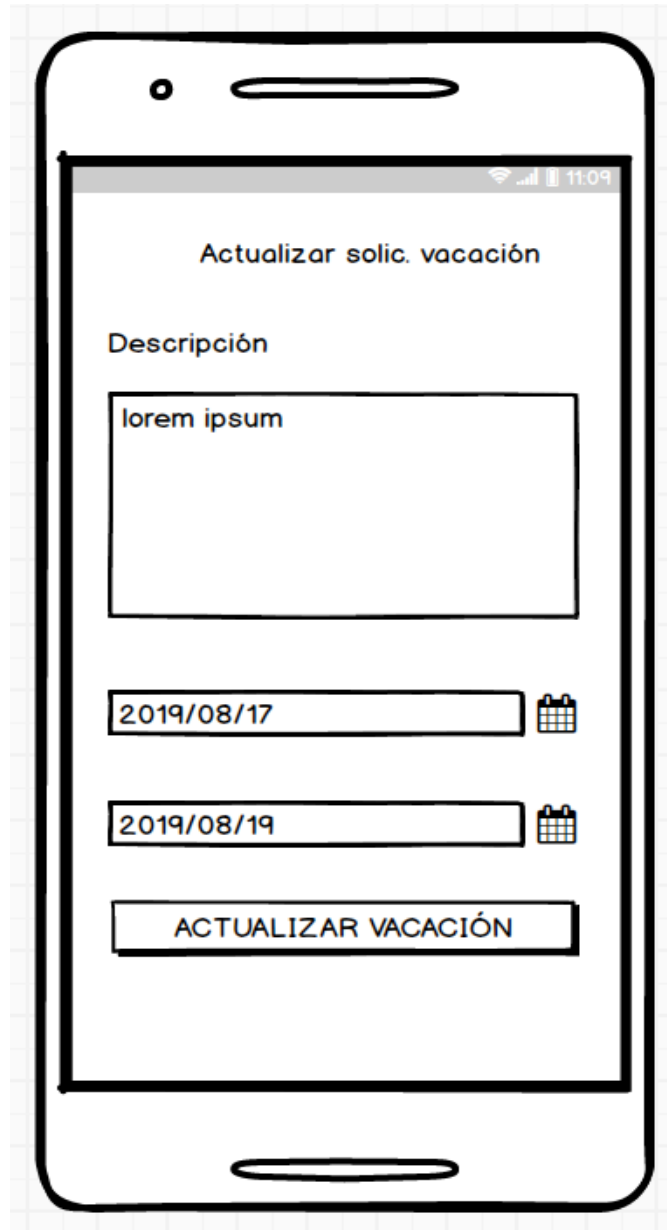 11:09
Actualizar solic. vacación
Descripción
lorem ipsum
2019/08/17
2019/08/19
ACTUALIZAR VACACIÓN